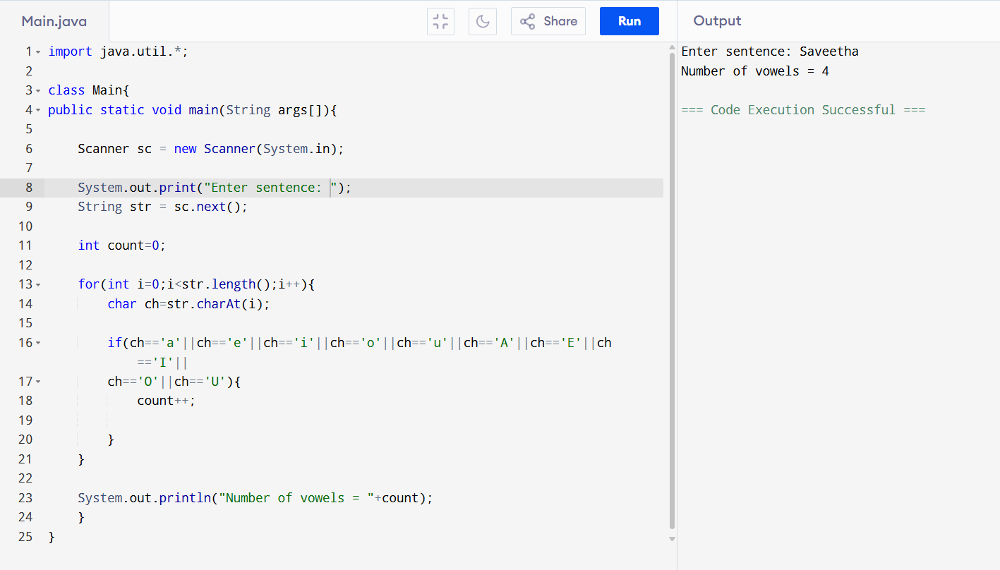 Main.java
Share
Run
Output
1 import java.util.*;
2
3 class Main{
4 public static void main(String args[]){
5
6     Scanner sc = new Scanner(System.in);
7
8     System.out.print("Enter sentence: ");
9     String str = sc.next();
10
11     int count=0;
12
13     for(int i=0;i<str.length();i++){
14         char ch=str.charAt(i);
15
16         if(ch=='a'||ch=='e'||ch=='i'||ch=='o'||ch=='u'||ch=='A'||ch=='E'||ch
            =='I'||
17         ch=='O'||ch=='U'){
18             count++;
19
20         }
21     }
22
23     System.out.println("Number of vowels = "+count);
24     }
25 }
Enter sentence: Saveetha
Number of vowels = 4
=== Code Execution Successful ===